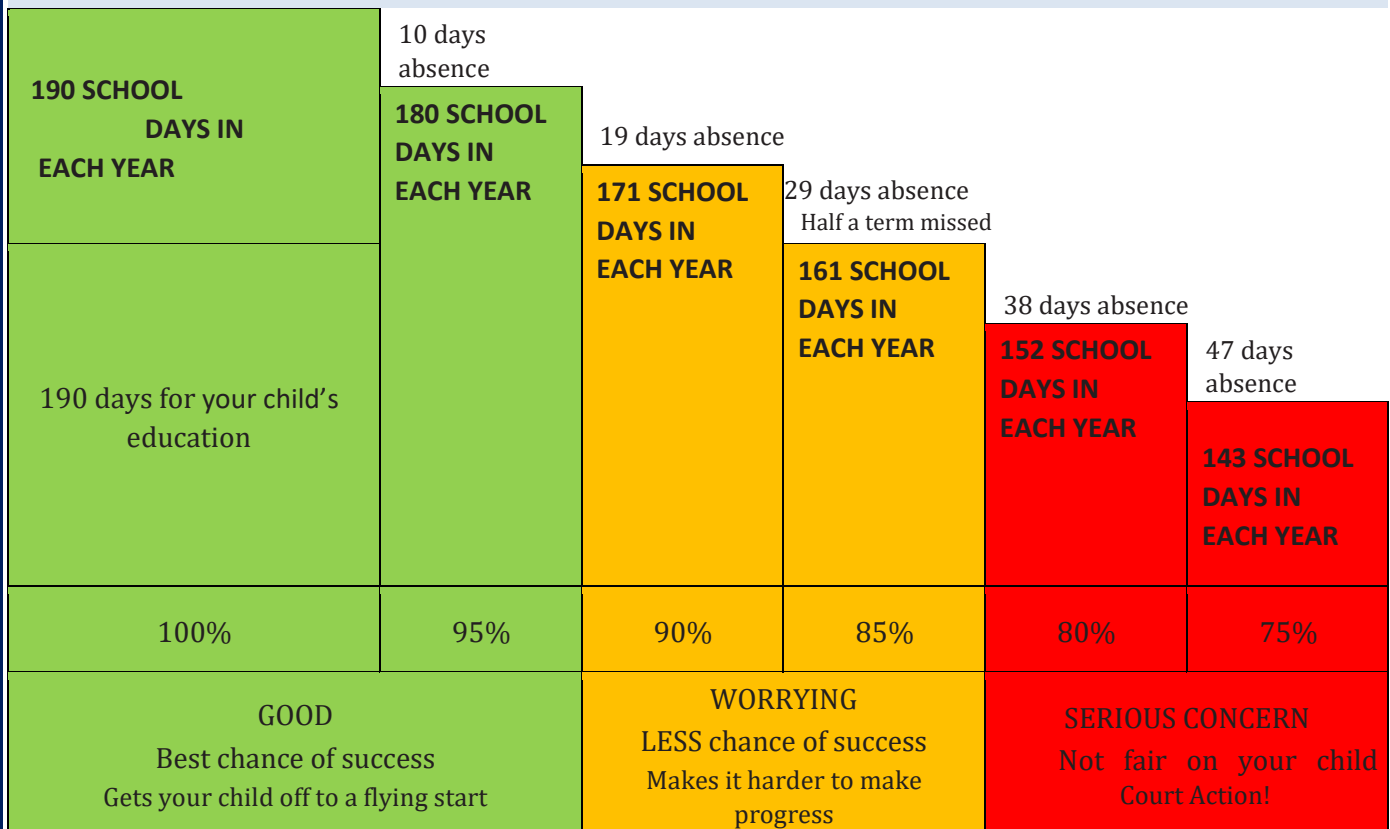 190 SCHOOL
DAYS IN
EACH YEAR
190 days for your child’s
education
10 days
absence
180 SCHOOL
DAYS IN
EACH YEAR
19 days absence
171 SCHOOL
DAYS IN
EACH YEAR
29 days absence
Half a term missed
161 SCHOOL
DAYS IN
EACH YEAR
38 days absence
152 SCHOOL
DAYS IN
EACH YEAR
47 days
absence
143 SCHOOL
DAYS IN
EACH YEAR
100% 95% 90% 85% 80% 75%
GOOD
Best chance of success
Gets your child off to a flying start
WORRYING
LESS chance of success
Makes it harder to make
progress
SERIOUS CONCERN
Not fair on your child
Court Action!